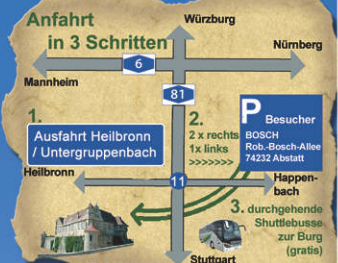 Anfahrt
in 3 Schritten
Würzburg
Nürnberg
6
Mannheim
81
1.
Ausfahrt Heilbronn
/ Untergruppenbach
2.
2 x rechts
1x links
>>>>>>>
P
Besucher
BOSCH
Rob.-Bosch-Allee
74232 Abstatt
Heilbronn
11
Happen-
bach
3. durchgehende
Shuttlebusse
zur Burg
(gratis)
Stuttgart